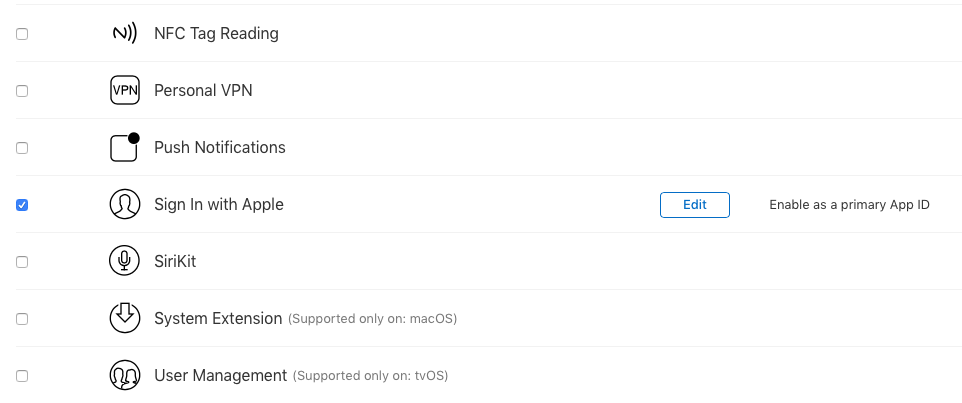 NFC Tag Reading
VPN Personal VPN
Push Notifications
Sign In with Apple Edit Enable as a primary App ID
SiriKit
System Extension (Supported only on: macOS)
User Management (Supported only on: tvOS)